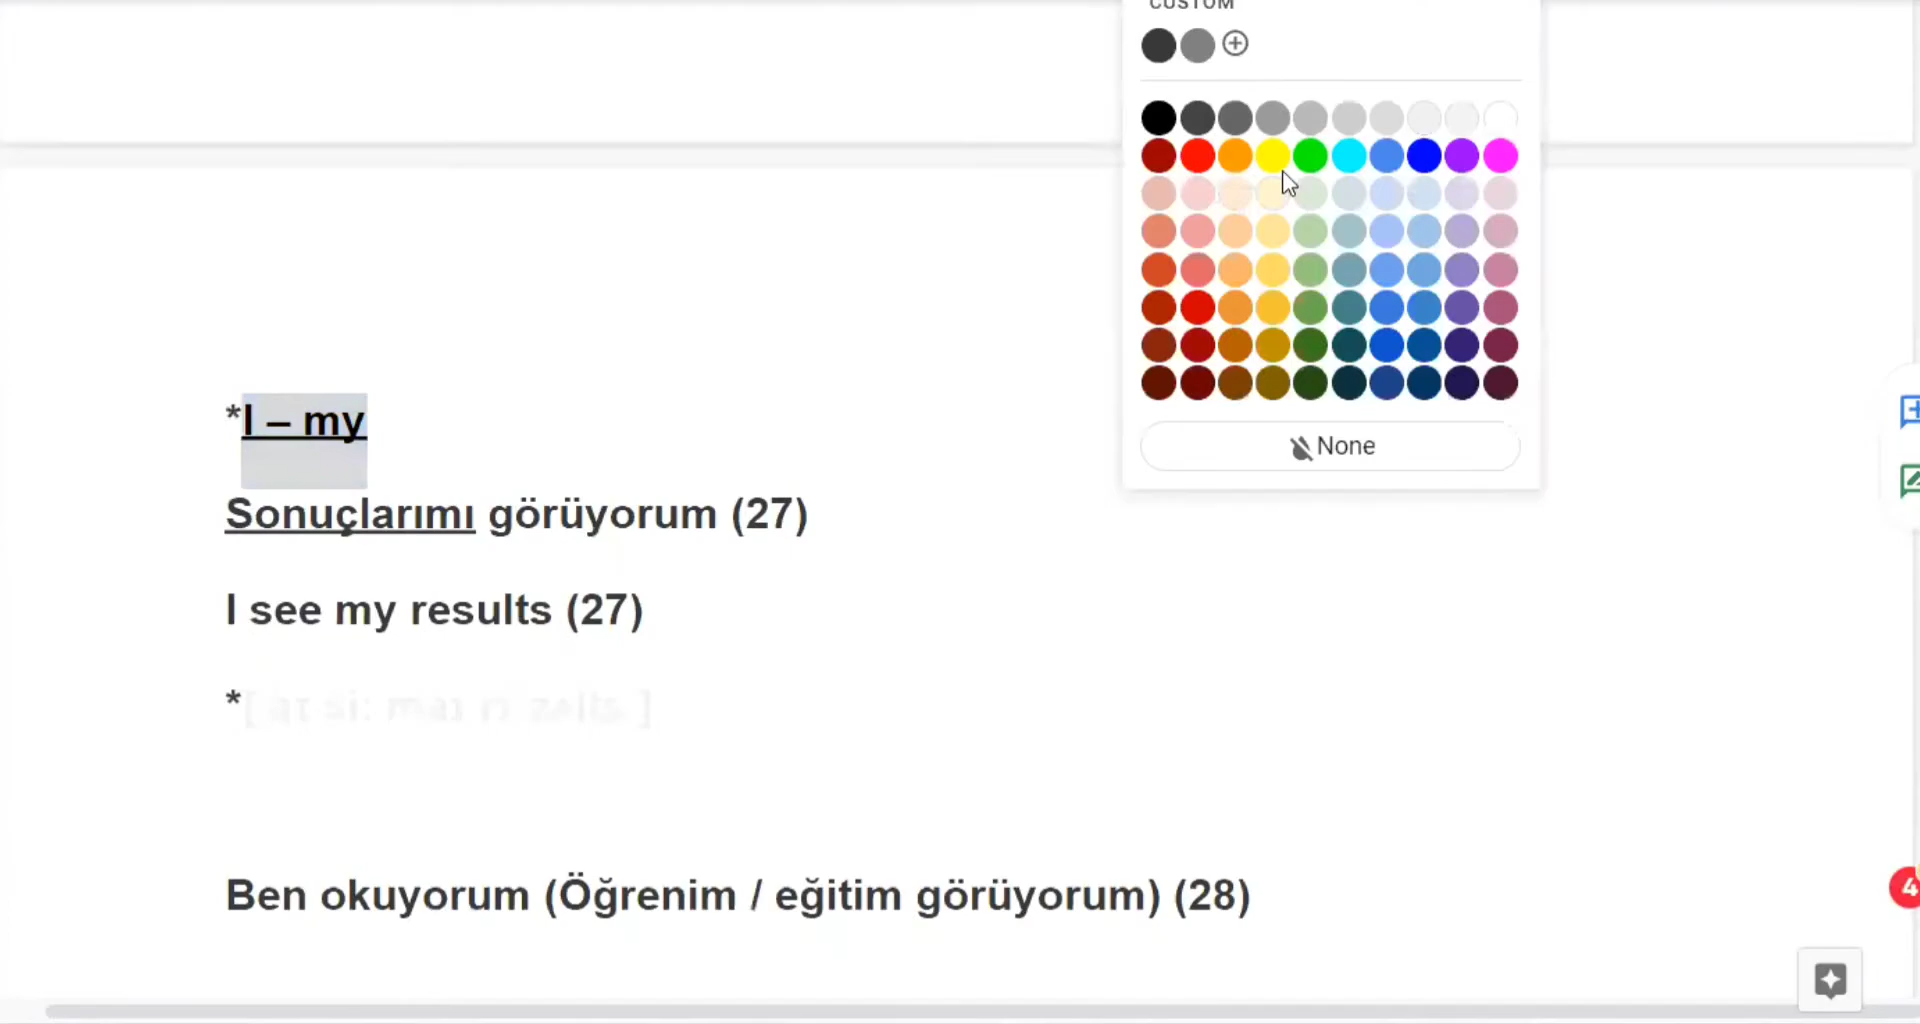 CUSTOM
None
*I – my
Sonuçlarımı görüyorum (27)
I see my results (27)
*
Ben okuyorum (Öğrenim / eğitim görüyorum) (28)
4